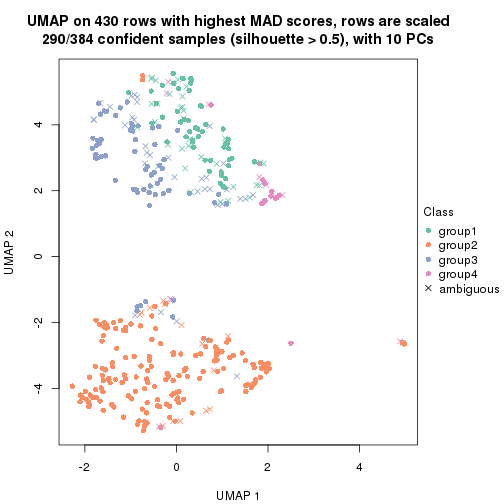 UMAP on 430 rows with highest MAD scores, rows are scaled
290/384 confident samples (silhouette > 0.5), with 10 PCs
4
2
0
-2
-4
UMAP 2
-2
0
2
4
UMAP 1
Class
group1
group2
group3
group4
ambiguous